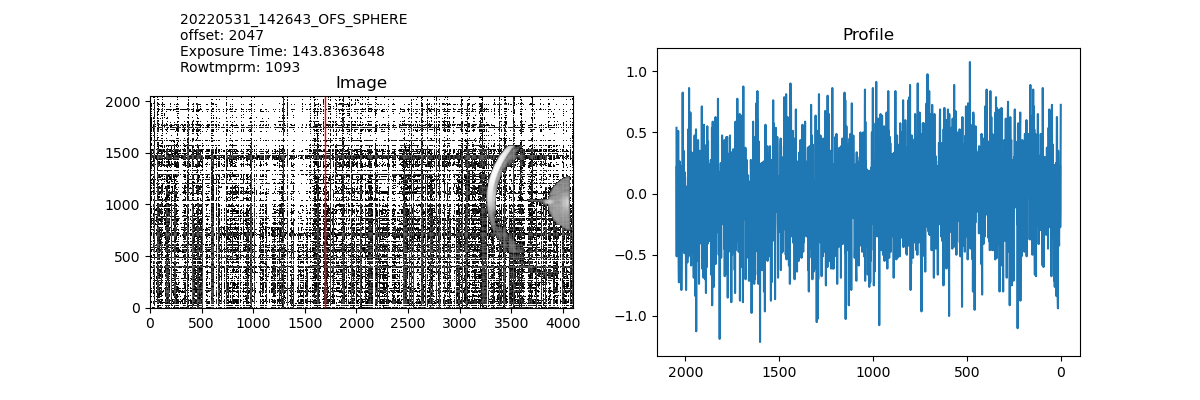 20220531_142643_OFS_SPHERE
offset: 2047
Exposure Time: 143.8363648
Rowtmprm: 1093
Image
2000
1500
1000
500
0
0 500 1000 1500 2000 2500 3000 3500 4000
Profile
1.0
0.5
0.0
−0.5
−1.0
2000 1500 1000 500 0